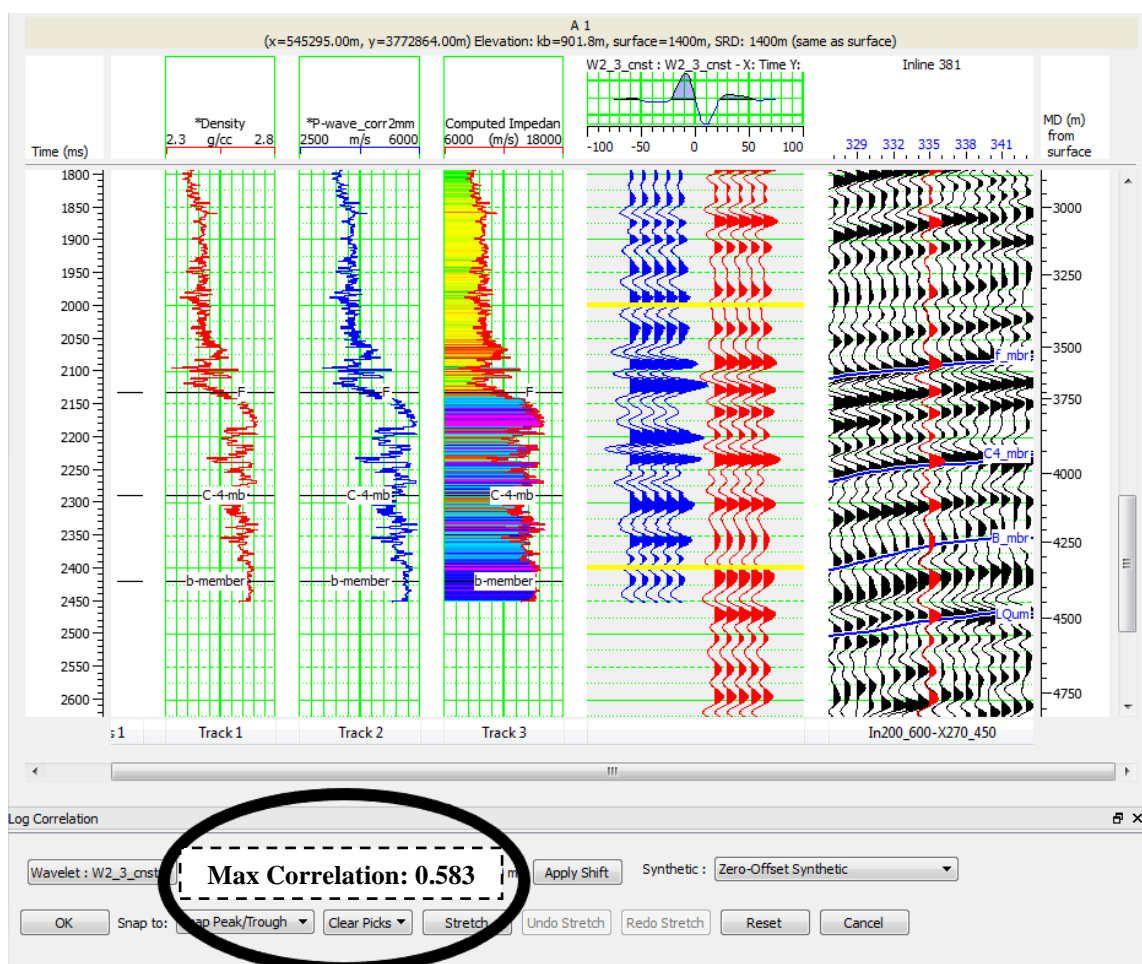 A 1
(x=545295.00m, y=3772864.00m) Elevation: kb=901.8m, surface=1400m, SRD: 1400m (same as surface)
W2_3_cnst : W2_3_cnst - X: Time Y:
Inline 381
*Density
2.3 g/cc 2.8
*P-wave_corr2mm
2500 m/s 6000
Computed Impedan
6000 (m/s) 18000
-100 -50 0 50 100
329 332 335 338 341
MD (m)
from
surface
Time (ms)
1800
1850
1900
1950
2000
2050
2100
2150
2200
2250
2300
2350
2400
2450
2500
2550
2600
F
C-4-mb
b-member
F
C-4-mb
b-member
F
C-4-mb
b-member
f_mbr
C4_mbr
B_mbr
LQum
3000
3250
3500
3750
4000
4250
4500
4750
s 1
Track 1
Track 2
Track 3
In200_600-X270_450
Log Correlation
Wavelet : W2_3_cnst
Max Correlation: 0.583
m
Apply Shift
Synthetic :
Zero-Offset Synthetic
OK
Snap to:
ap Peak/Trough
Clear Picks
Stretch
Undo Stretch
Redo Stretch
Reset
Cancel